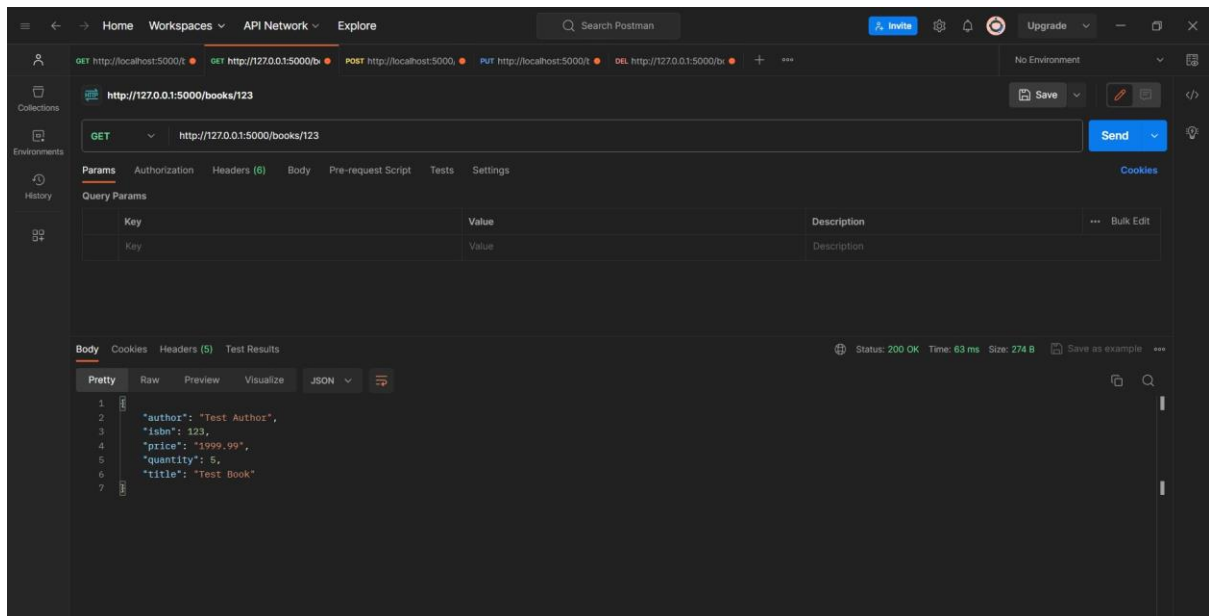 Home Workspaces API Network Explore Search Postman Invite Upgrade
GET http://localhost:5000/t GET http://127.0.0.1:5000/b POST http://localhost:5000/ PUT http://localhost:5000/t DEL http://127.0.0.1:5000/b No Environment
HTTP http://127.0.0.1:5000/books/123 Save
Collections
GET http://127.0.0.1:5000/books/123 Send
Environments
Params Authorization Headers (6) Body Pre-request Script Tests Settings Cookies
History
Query Params
Key Value Description Bulk Edit
Key Value Description
Body Cookies Headers (5) Test Results Status: 200 OK Time: 63 ms Size: 274 B Save as example
Pretty Raw Preview Visualize JSON
1 {
2 "author": "Test Author",
3 "isbn": 123,
4 "price": "1999.99",
5 "quantity": 5,
6 "title": "Test Book"
7 }